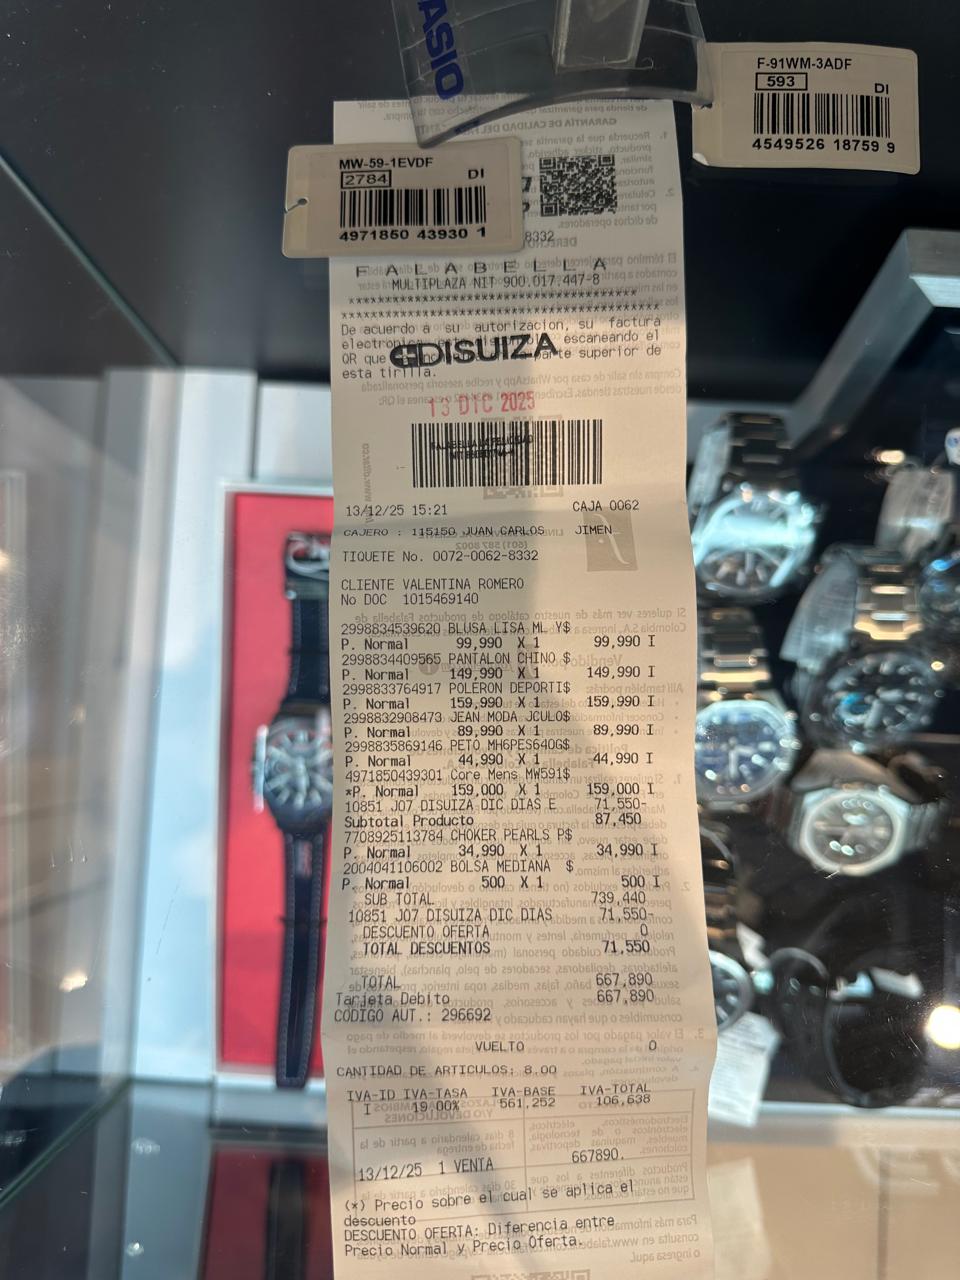 CASIO
F-91WM-3ADF
593
DI
4549526 18759 9
MW-59-1EVDF
2784
DI
4971850 43930 1
8332
F A L A B E L L A
MULTIPLAZA NIT 900.017.447-8
De acuerdo a su autorizacion, su factura
electronica escaneando el
QR que parte superior de
esta tirilla.
DISUIZA
13 DIC 2025
13/12/25 15:21 CAJA 0062
CAJERO : 115150 JUAN CARLOS JIMEN
TIQUETE No. 0072-0062-8332
CLIENTE VALENTINA ROMERO
No DOC 1015469140
2998834539620 BLUSA LISA ML Y$
P. Normal 99,990 X 1 99,990 I
2998834409565 PANTALON CHINO $
P. Normal 149,990 X 1 149,990 I
2998833764917 POLERON DEPORTI$
P. Normal 159,990 X 1 159,990 I
2998832908473 JEAN MODA JCULO$
P. Normal 89,990 X 1 89,990 I
2998835869146 PETO MH6PES640G$
P. Normal 44,990 X 1 44,990 I
4971850439301 Core Mens MW591$
*P. Normal 159,000 X 1 159,000 I
10851 J07 DISUIZA DIC DIAS E 71,550-
Subtotal Producto 87,450
7708925113784 CHOKER PEARLS P$
P. Normal 34,990 X 1 34,990 I
2004041106002 BOLSA MEDIANA $
P. Normal 500 X 1 500 I
SUB TOTAL 739,440
10851 J07 DISUIZA DIC DIAS 71,550-
DESCUENTO OFERTA 0
TOTAL DESCUENTOS 71,550
TOTAL 667,890
Tarjeta Debito 667,890
CODIGO AUT.: 296692
VUELTO 0
CANTIDAD DE ARTICULOS: 8.00
IVA-ID IVA-TASA IVA-BASE IVA-TOTAL
I 19.00% 561,252 106,638
667890.
13/12/25 1 VENTA
(*) Precio sobre el cual se aplica el
descuento
DESCUENTO OFERTA: Diferencia entre
Precio Normal y Precio Oferta.